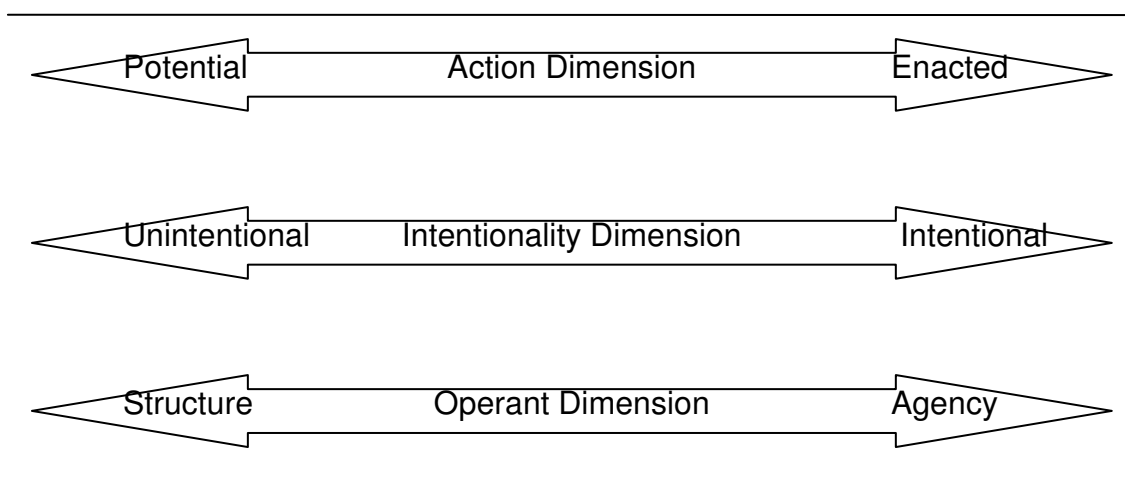 Potential Action Dimension Enacted
Unintentional Intentionality Dimension Intentional
Structure Operant Dimension Agency